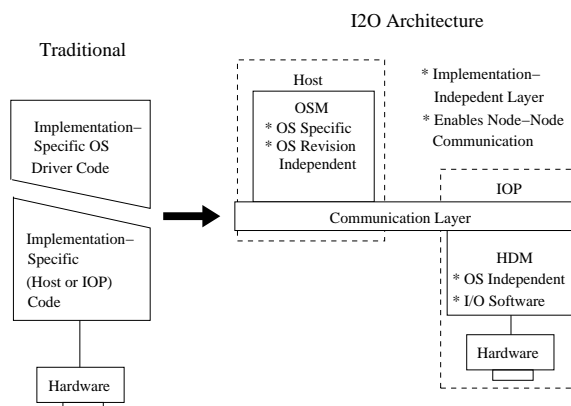 I2O Architecture
Traditional
Implementation–
Specific OS
Driver Code
Implementation–
Specific
(Host or IOP)
Code
Hardware
Host
OSM
* OS Specific
* OS Revision
Independent
* Implementation–
Indepedent Layer
* Enables Node–Node
Communication
Communication Layer
IOP
HDM
* OS Independent
* I/O Software
Hardware